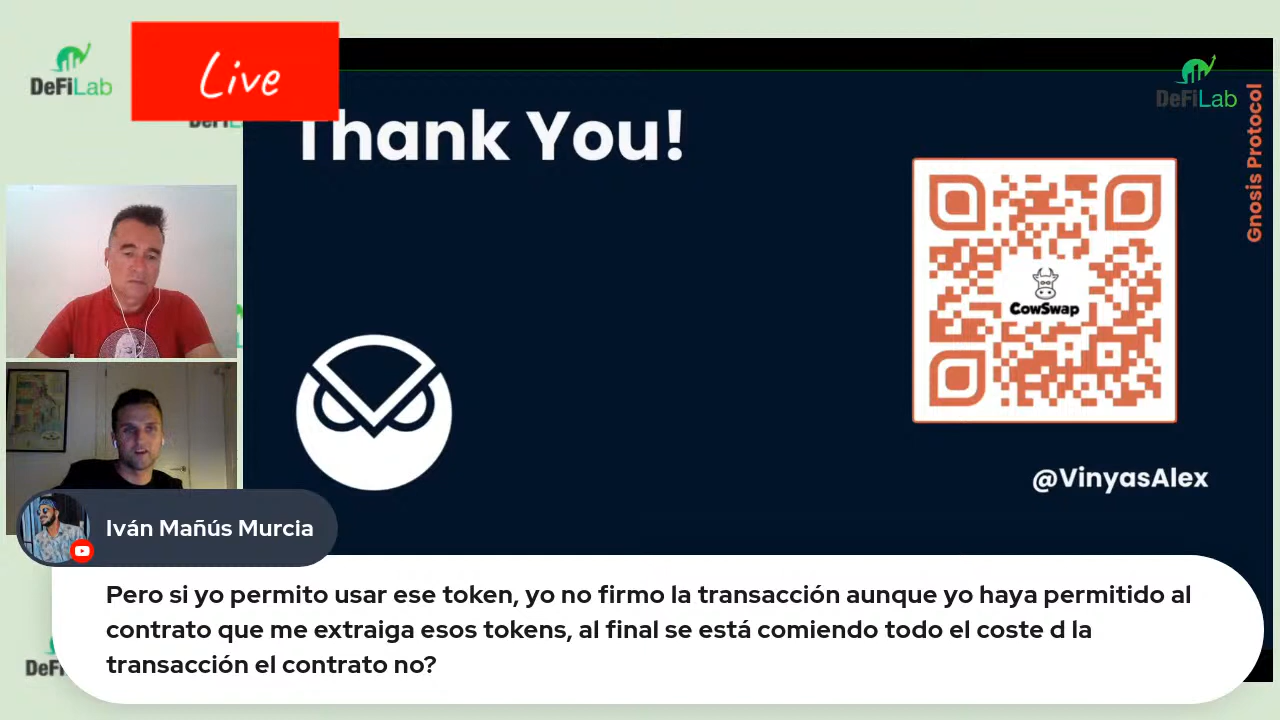 DeFiLab
Live
DeFiLab
Thank You!
Gnosis Protocol
CowSwap
@VinyasAlex
Iván Mañús Murcia
Pero si yo permito usar ese token, yo no firmo la transacción aunque yo haya permitido al
contrato que me extraiga esos tokens, al final se está comiendo todo el coste d la
transacción el contrato no?
DeFi